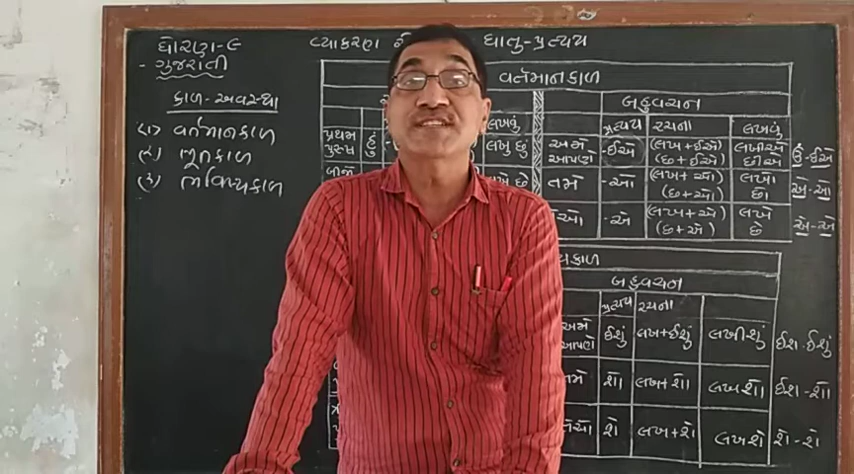 ધોરણ-૯
વ્યાકરણ
ધાતુ-પ્રત્યય
- ગુજરાતી
કાળ-અવસ્થા
(૧) વર્તમાનકાળ
(૨) ભૂતકાળ
(૩) ભવિષ્યકાળ
વર્તમાનકાળ
બહુવચન
લખવું પ્રત્યય રચના લખવું
પ્રથમ પુરુષ હું લખું છું અમે આપણે -ઈએ (લખ+ઈએ) (છ+ઈએ) લખીએ છીએ ઉં-ઈએ
બીજો તમે -ઓ (લખ+ઓ) (છ+ઓ) લખો છો એ-ઓ
-એ (લખ+એ) (છ+એ) લખે છે એ-એ
કાળ
બહુવચન
પ્રત્યય રચના
અમે આપણે ઈશું લખ+ઈશું લખીશું ઈશ-ઈશું
તમે શો લખ+શો લખશો ઈશ-શો
તેઓ શે લખ+શે લખશે શે-શે